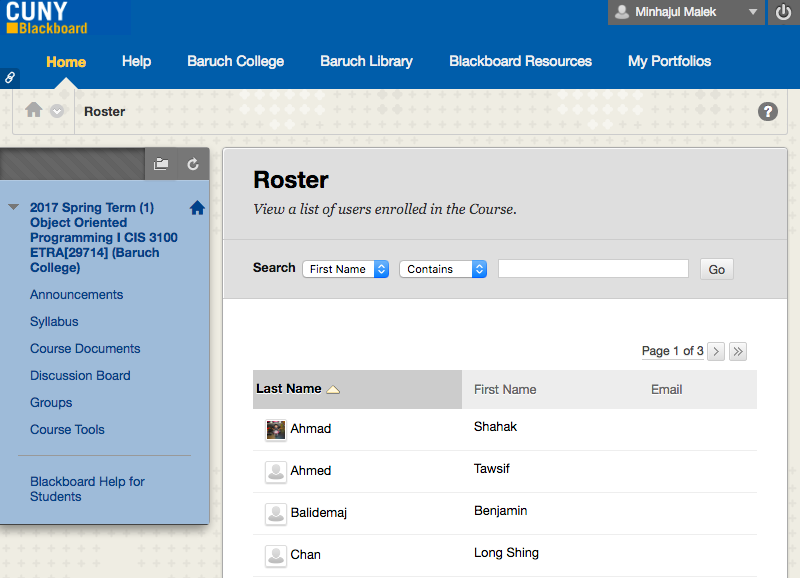 CUNY
Blackboard
Minhajul Malek
Home Help Baruch College Baruch Library Blackboard Resources My Portfolios
Roster
?
2017 Spring Term (1)
Object Oriented
Programming I CIS 3100
ETRA[29714] (Baruch
College)
Announcements
Syllabus
Course Documents
Discussion Board
Groups
Course Tools
Blackboard Help for
Students
Roster
View a list of users enrolled in the Course.
Search First Name Contains Go
Page 1 of 3 > >>
Last Name First Name Email
Ahmad Shahak
Ahmed Tawsif
Balidemaj Benjamin
Chan Long Shing